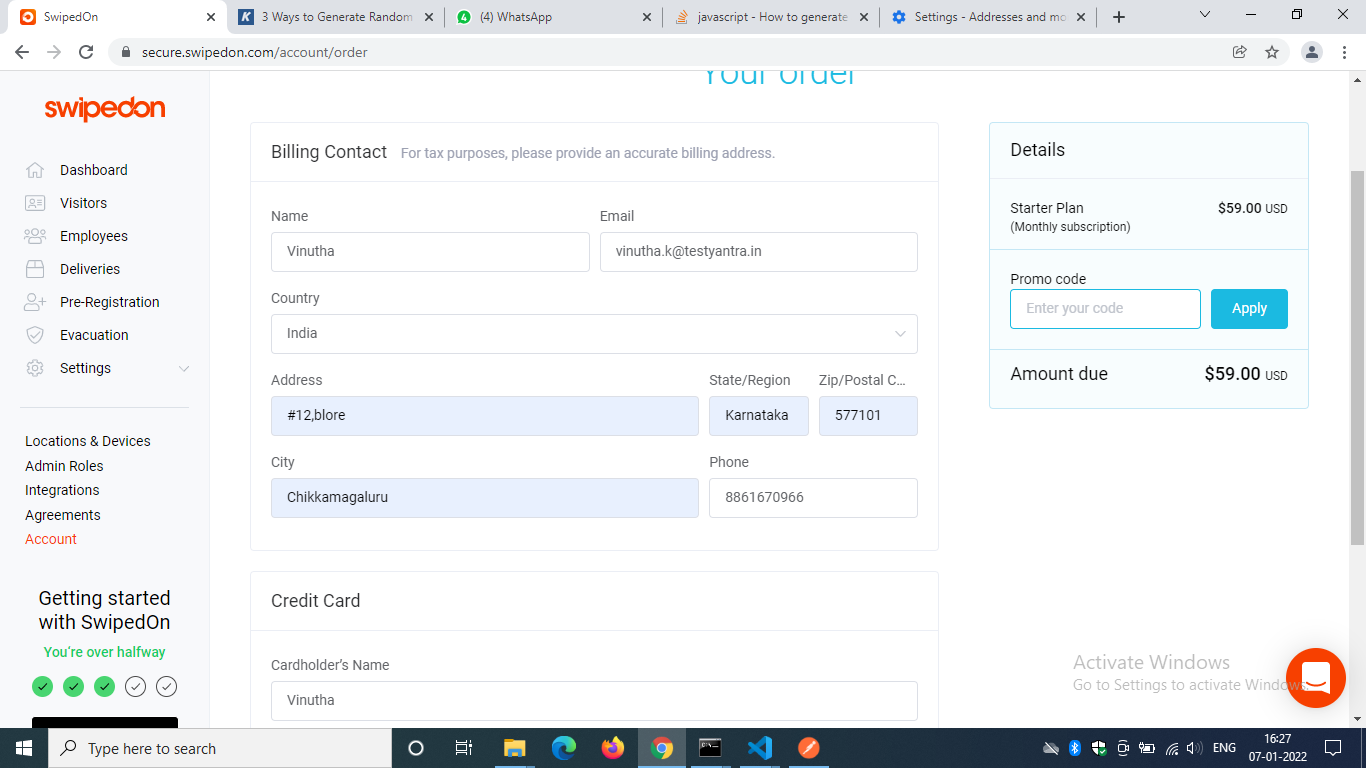 SwipedOn
3 Ways to Generate Random
(4) WhatsApp
javascript - How to generate
Settings - Addresses and mo
secure.swipedon.com/account/order
swipedon
Dashboard
Visitors
Employees
Deliveries
Pre-Registration
Evacuation
Settings
Locations & Devices
Admin Roles
Integrations
Agreements
Account
Getting started
with SwipedOn
You're over halfway
Your order
Billing Contact For tax purposes, please provide an accurate billing address.
Name Email
Vinutha vinutha.k@testyantra.in
Country
India
Address State/Region Zip/Postal C...
#12,blore Karnataka 577101
City Phone
Chikkamagaluru 8861670966
Credit Card
Cardholder's Name
Vinutha
Details
Starter Plan $59.00 USD
(Monthly subscription)
Promo code
Enter your code Apply
Amount due $59.00 USD
Activate Windows
Go to Settings to activate Windows.
Type here to search
ENG
16:27
07-01-2022